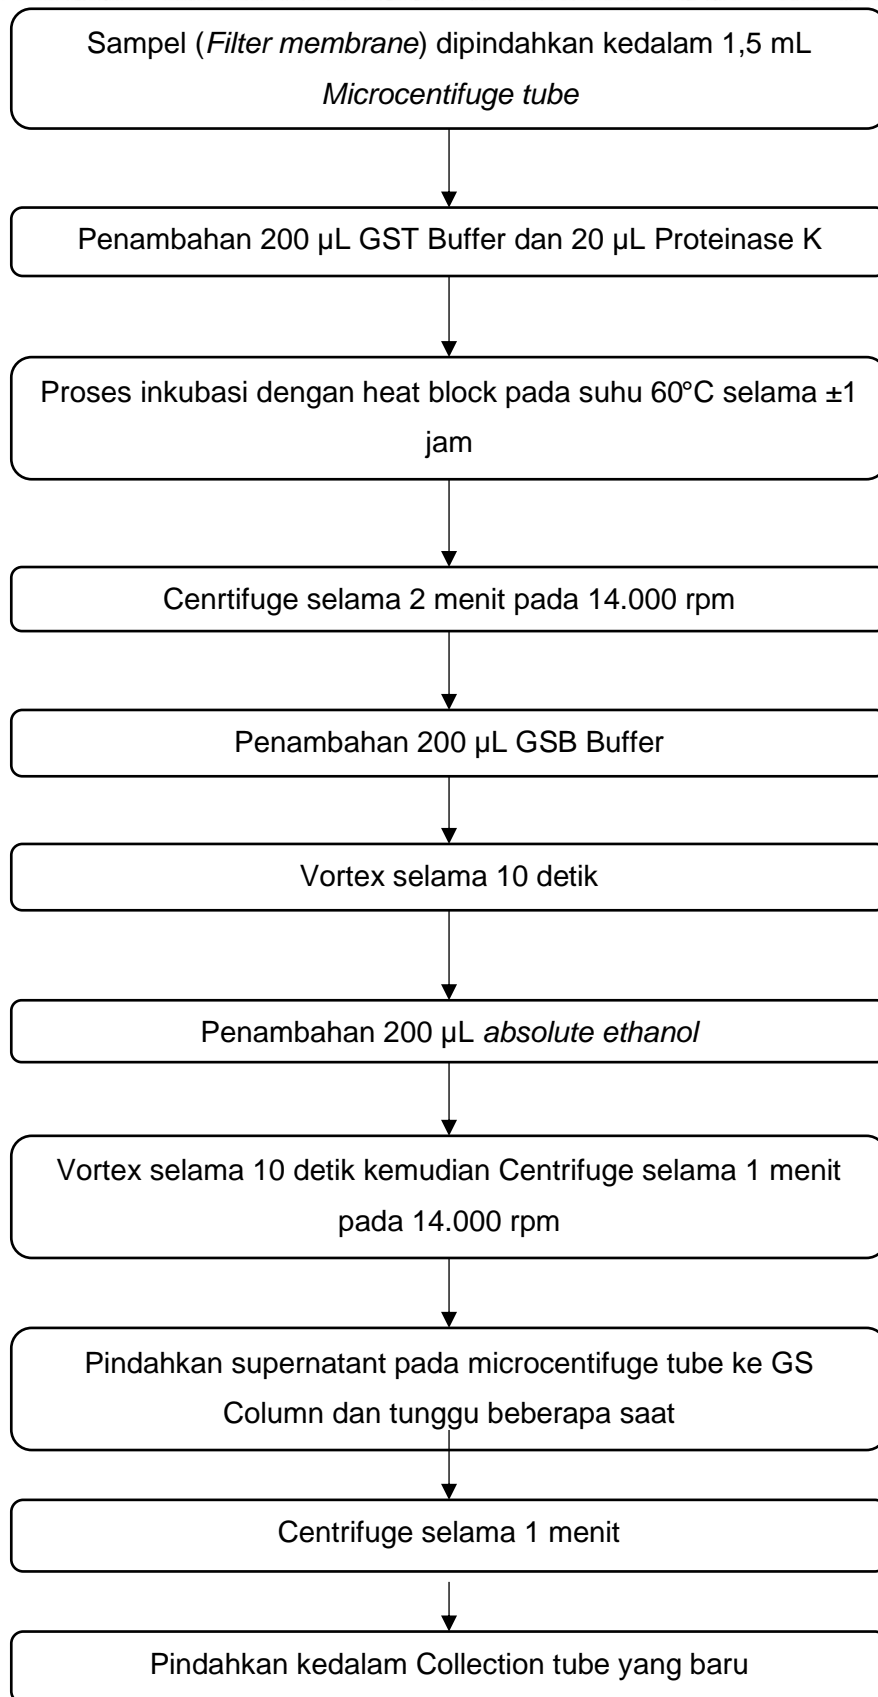 Sampel (Filter membrane) dipindahkan kedalam 1,5 mL
Microcentifuge tube
Penambahan 200 µL GST Buffer dan 20 µL Proteinase K
Proses inkubasi dengan heat block pada suhu 60°C selama ±1
jam
Cenrtifuge selama 2 menit pada 14.000 rpm
Penambahan 200 µL GSB Buffer
Vortex selama 10 detik
Penambahan 200 µL absolute ethanol
Vortex selama 10 detik kemudian Centrifuge selama 1 menit
pada 14.000 rpm
Pindahkan supernatant pada microcentifuge tube ke GS
Column dan tunggu beberapa saat
Centrifuge selama 1 menit
Pindahkan kedalam Collection tube yang baru